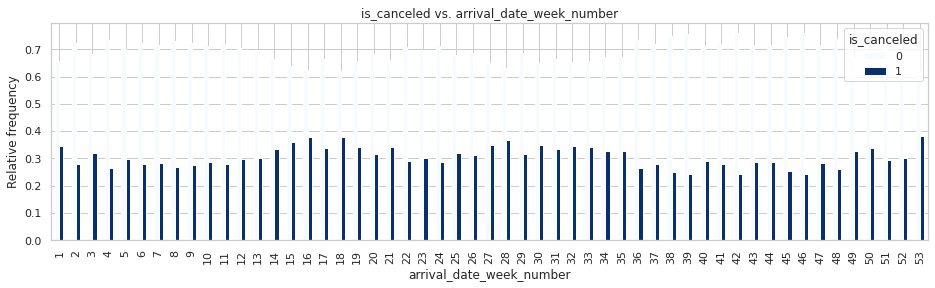 is_canceled vs. arrival_date_week_number
is_canceled
0
1
Relative frequency
0.7
0.6
0.5
0.4
0.3
0.2
0.1
0.0
1 2 3 4 5 6 7 8 9 10 11 12 13 14 15 16 17 18 19 20 21 22 23 24 25 26 27 28 29 30 31 32 33 34 35 36 37 38 39 40 41 42 43 44 45 46 47 48 49 50 51 52 53
arrival_date_week_number